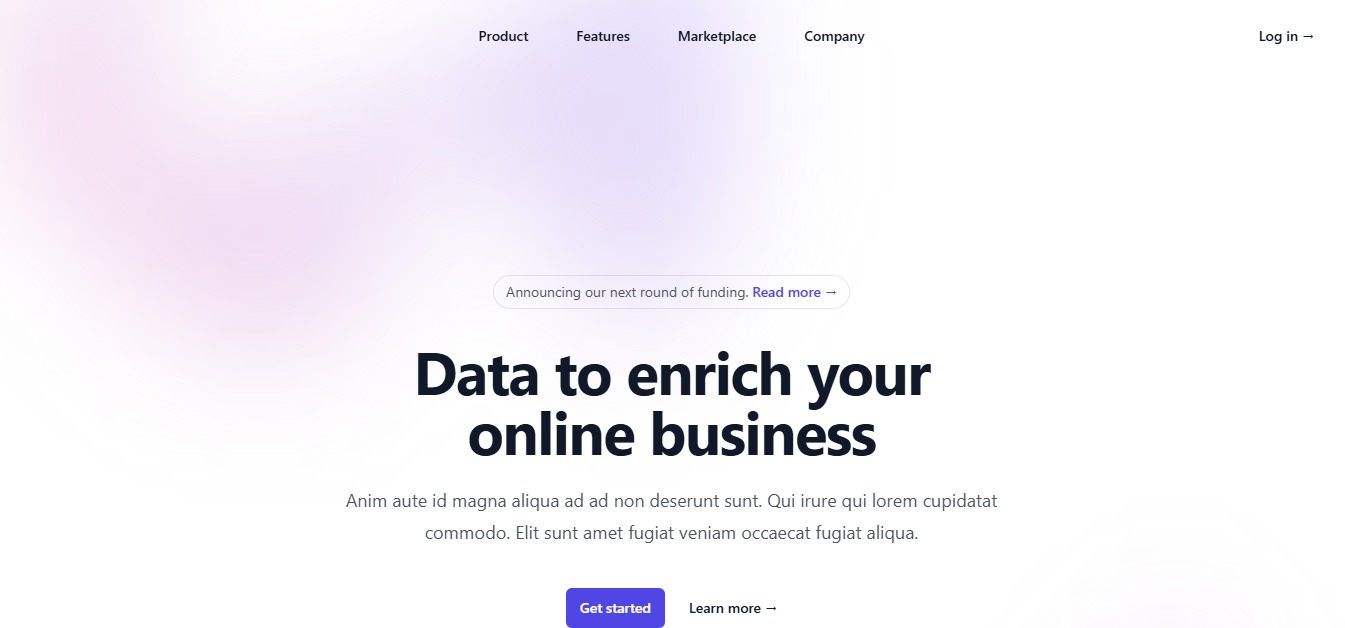 Product Features Marketplace Company Log in →
Announcing our next round of funding. Read more →
Data to enrich your
online business
Anim aute id magna aliqua ad ad non deserunt sunt. Qui irure qui lorem cupidatat
commodo. Elit sunt amet fugiat veniam occaecat fugiat aliqua.
Get started Learn more →